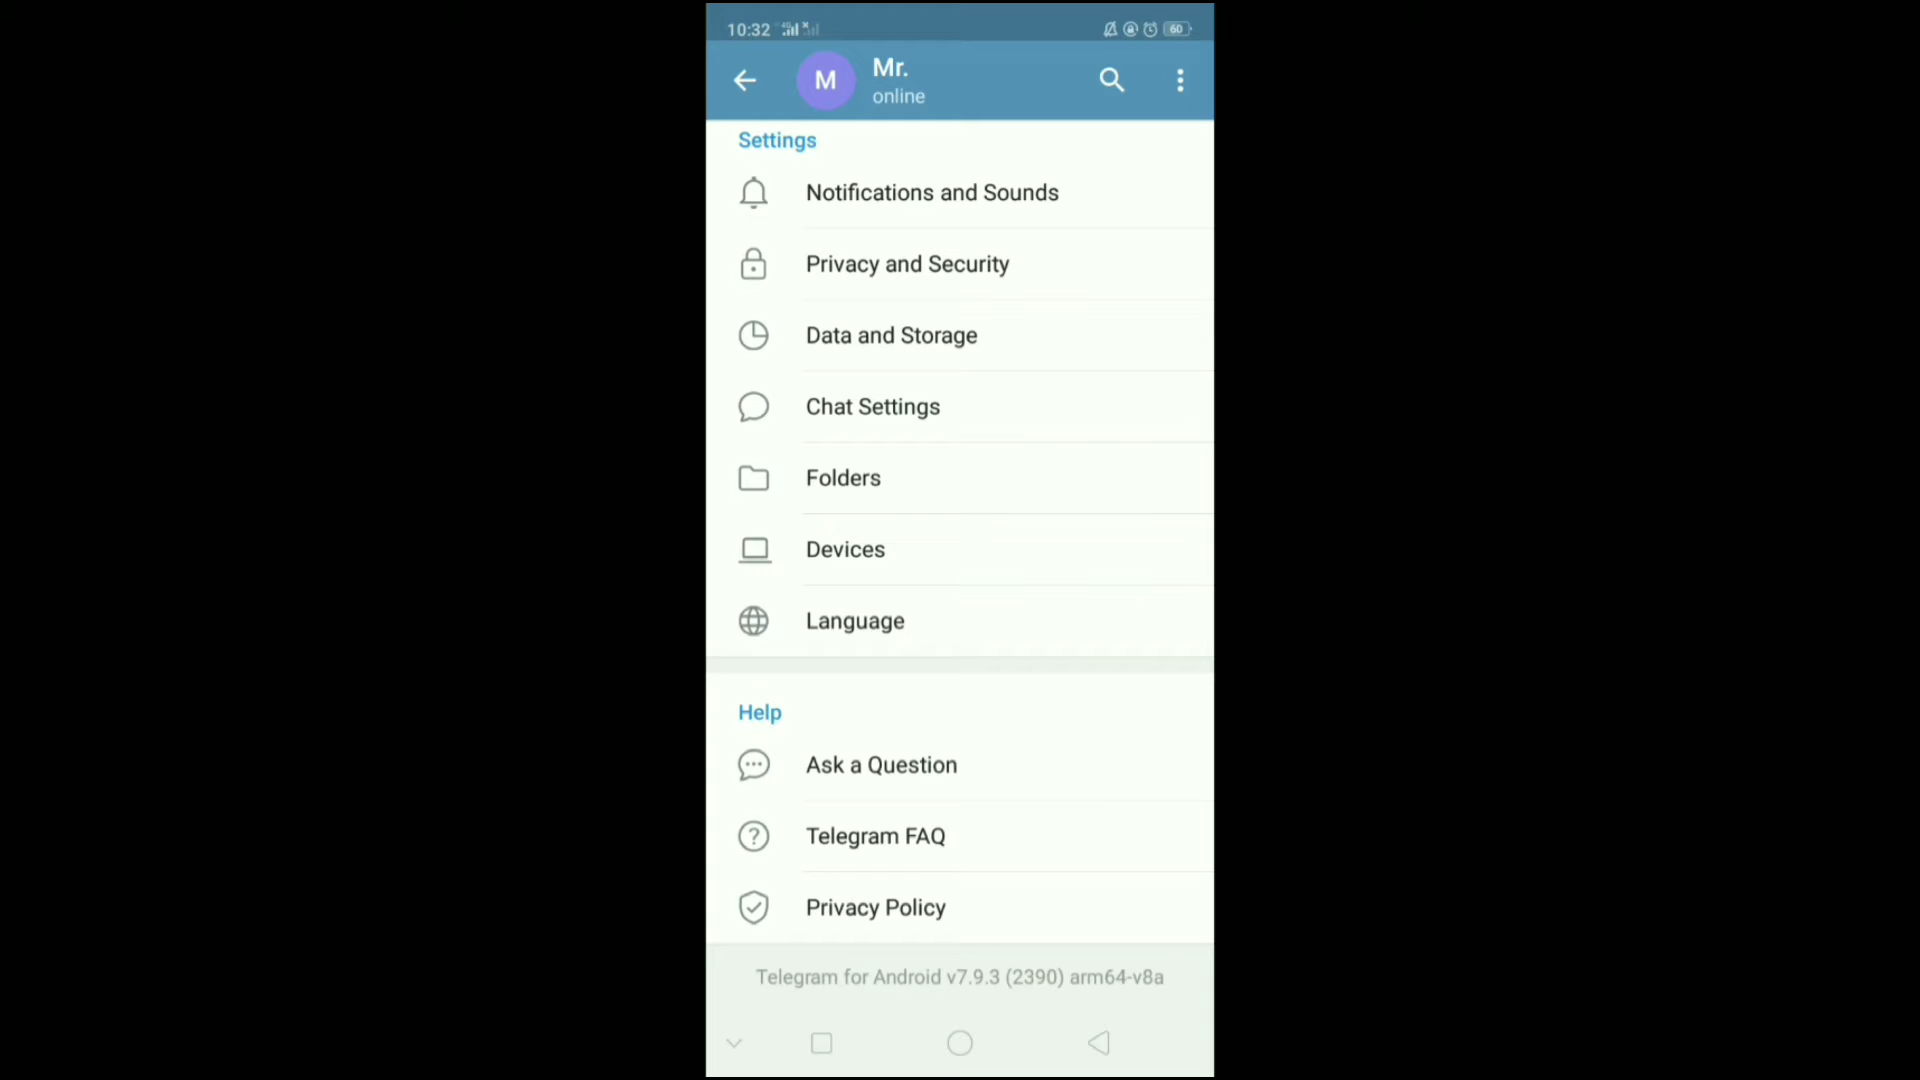 10:32
60
M
Mr.
online
Settings
Notifications and Sounds
Privacy and Security
Data and Storage
Chat Settings
Folders
Devices
Language
Help
Ask a Question
Telegram FAQ
Privacy Policy
Telegram for Android v7.9.3 (2390) arm64-v8a